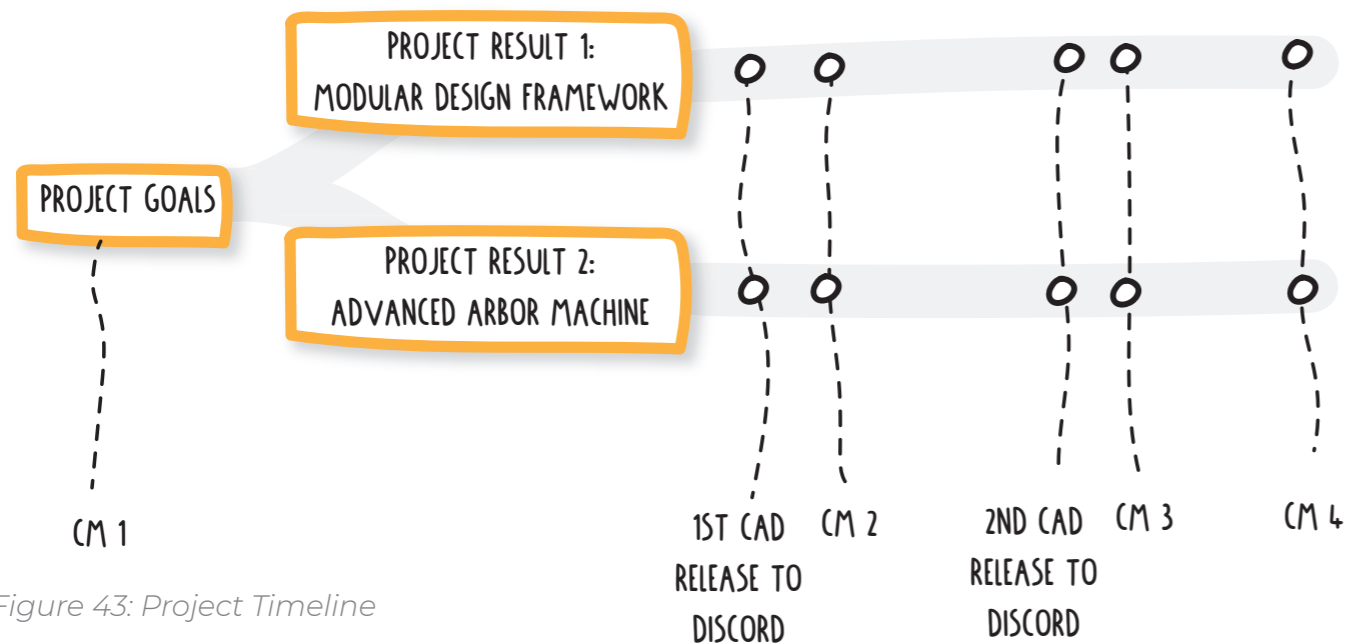 PROJECT RESULT 1:
MODULAR DESIGN FRAMEWORK
PROJECT GOALS
PROJECT RESULT 2:
ADVANCED ARBOR MACHINE
CM 1
1ST CAD
RELEASE TO
DISCORD
CM 2
2ND CAD
RELEASE TO
DISCORD
CM 3
CM 4
Figure 43: Project Timeline